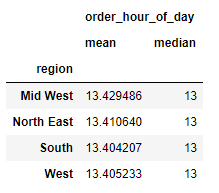 order_hour_of_day
mean median
region
Mid West 13.429486 13
North East 13.410640 13
South 13.404207 13
West 13.405233 13